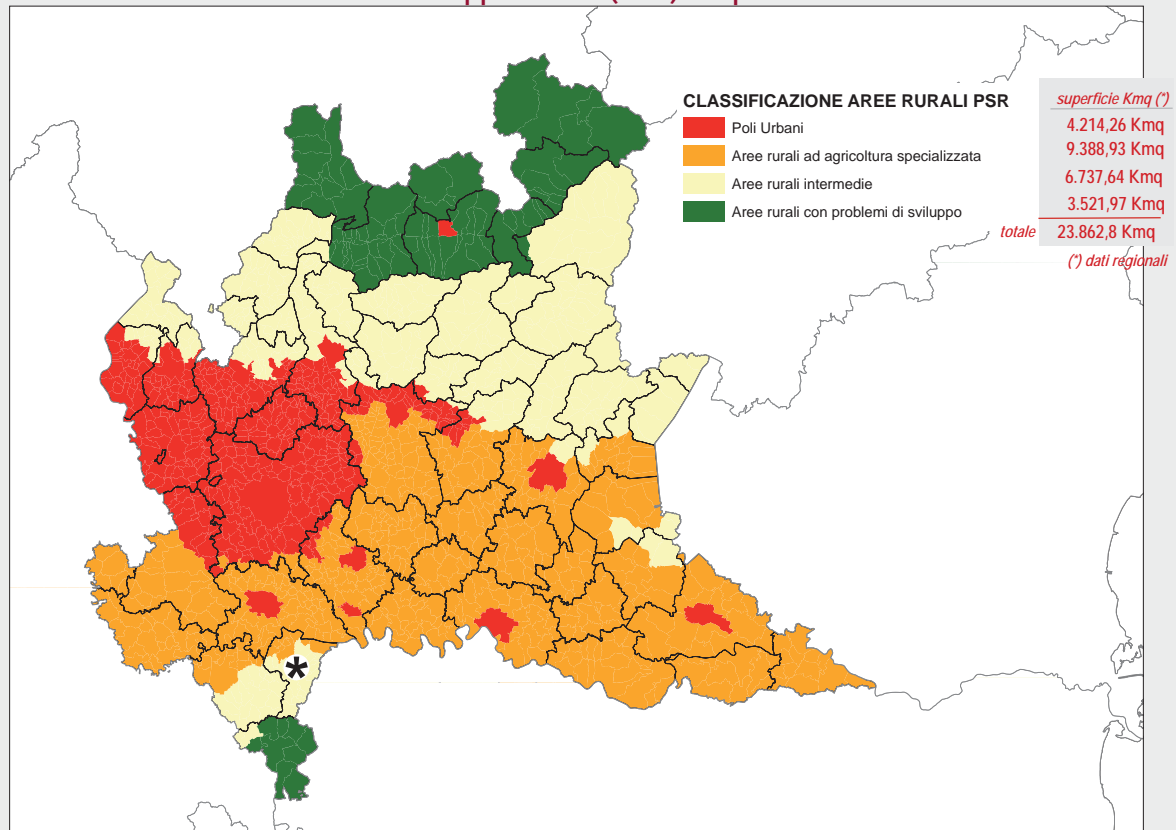 CLASSIFICAZIONE AREE RURALI PSR
superficie Kmq (*)
Poli Urbani
4.214,26 Kmq
Aree rurali ad agricoltura specializzata
9.388,93 Kmq
Aree rurali intermedie
6.737,64 Kmq
Aree rurali con problemi di sviluppo
3.521,97 Kmq
totale 23.862,8 Kmq
(*) dati regionali
*